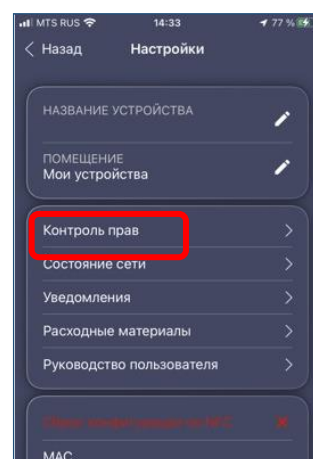 MTS RUS 14:33 77 %
Назад Настройки
НАЗВАНИЕ УСТРОЙСТВА
ПОМЕЩЕНИЕ
Мои устройства
Контроль прав
Состояние сети
Уведомления
Расходные материалы
Руководство пользователя
MAC